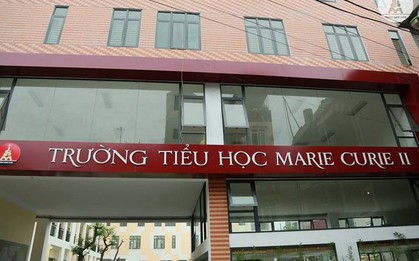 TRƯỜNG TIỂU HỌC MARIE CURIE II